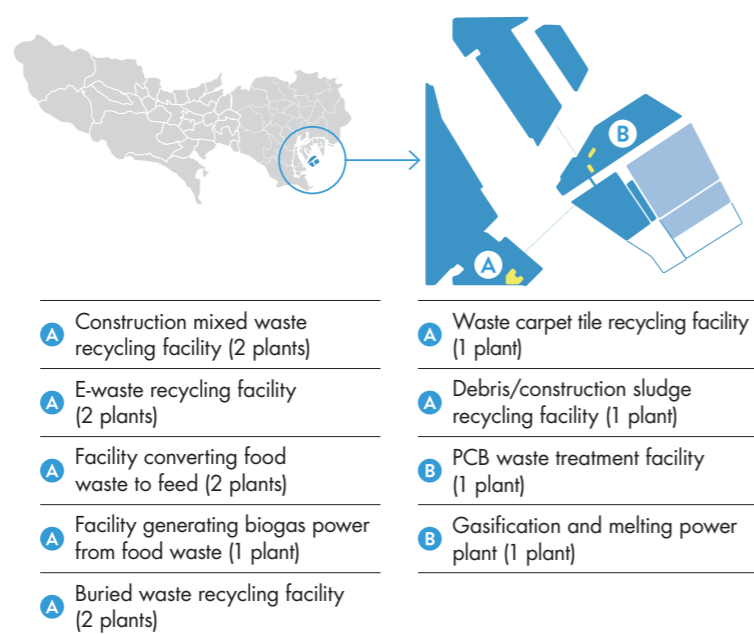 B
A
A Construction mixed waste
recycling facility (2 plants)
A E-waste recycling facility
(2 plants)
A Facility converting food
waste to feed (2 plants)
A Facility generating biogas power
from food waste (1 plant)
A Buried waste recycling facility
(2 plants)
A Waste carpet tile recycling facility
(1 plant)
A Debris/construction sludge
recycling facility (1 plant)
B PCB waste treatment facility
(1 plant)
B Gasification and melting power
plant (1 plant)